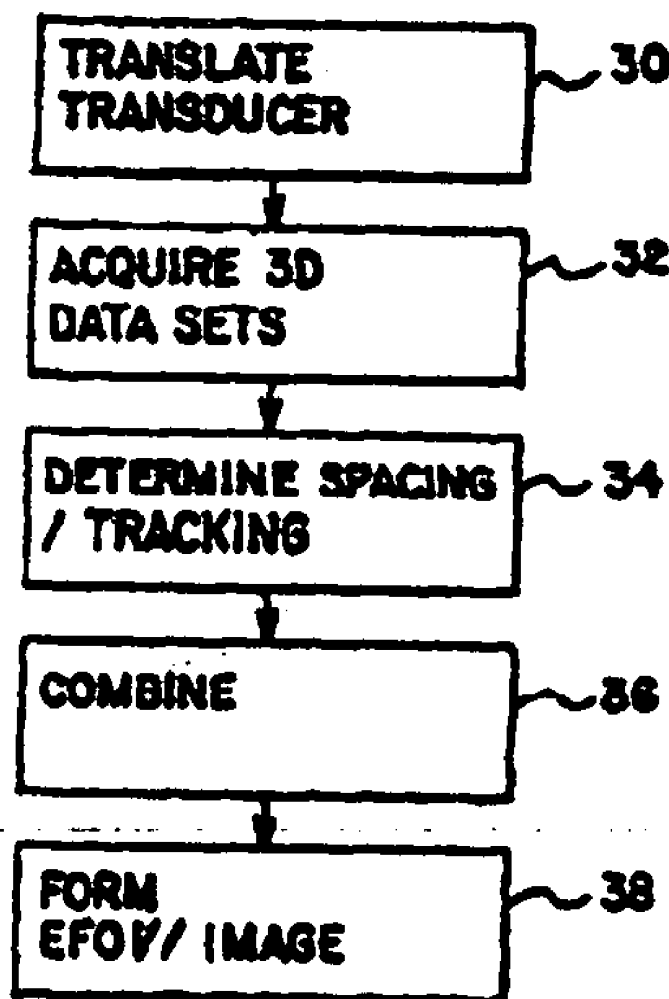 TRANSLATE
TRANSDUCER
30
ACQUIRE 3D
DATA SETS
32
DETERMINE SPACING
/ TRACKING
34
COMBINE
36
FORM
EFOV/ IMAGE
38